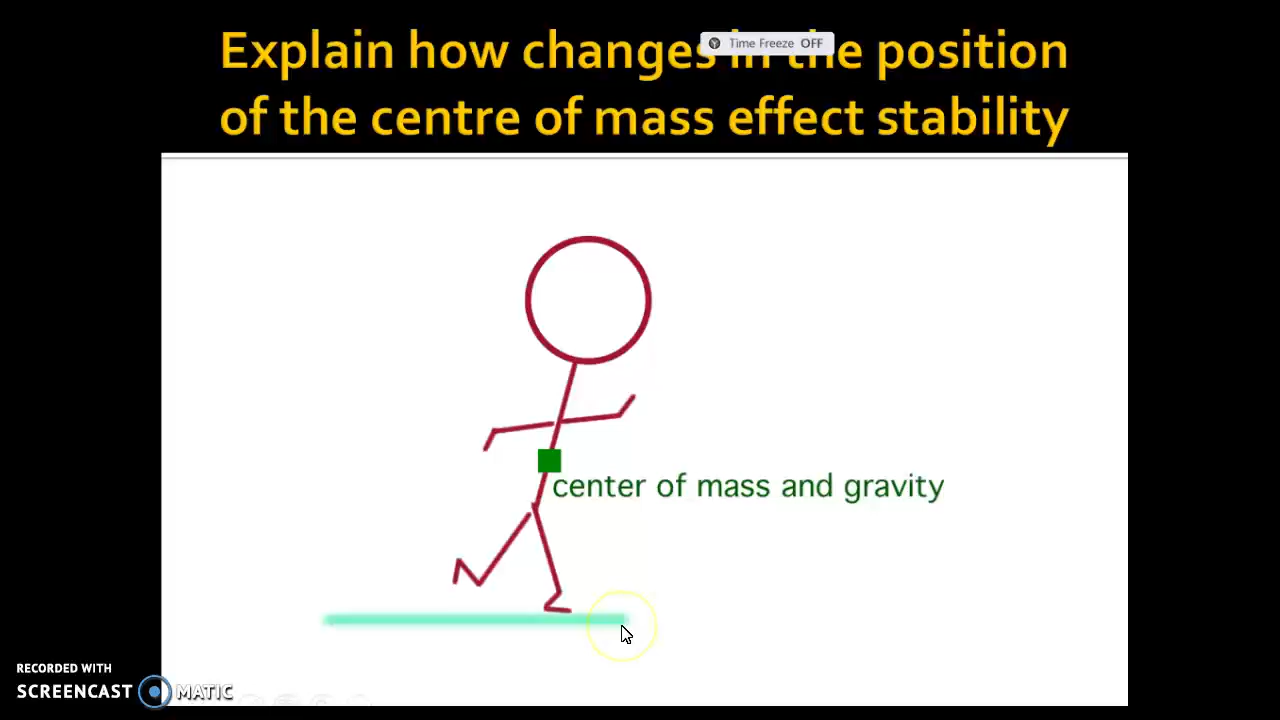 Explain how changes in the position
Time Freeze OFF
of the centre of mass effect stability
center of mass and gravity
RECORDED WITH
SCREENCAST MATIC